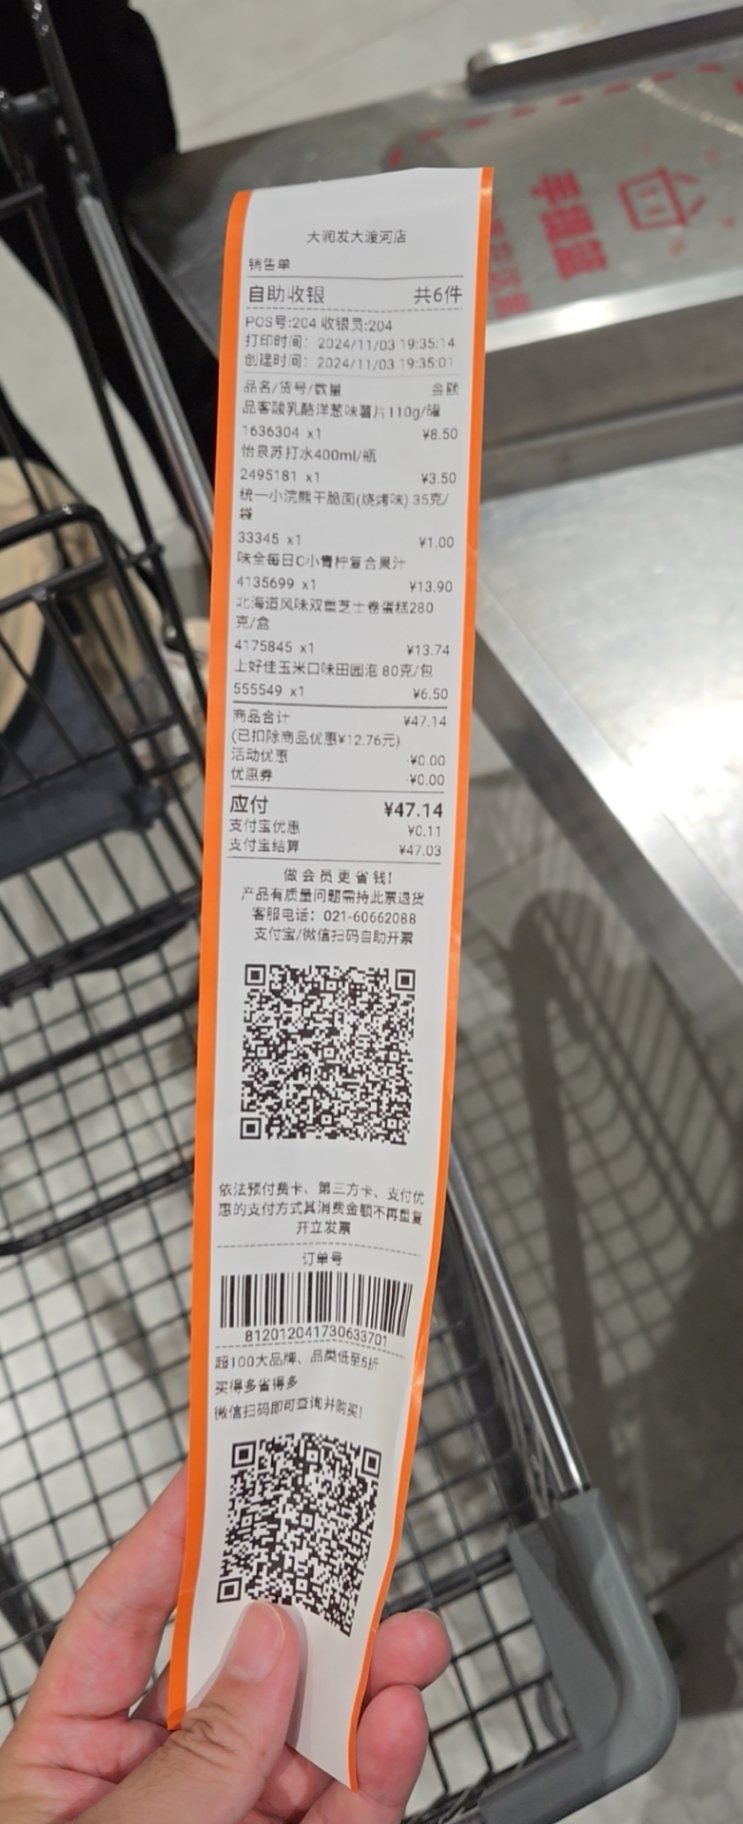 大润发大渡河店
销售单
自助收银 共6件
POS号:204 收银员:204
打印时间: 2024/11/03 19:35:14
创建时间: 2024/11/03 19:35:01
品名/货号/数量 金额
品客酸乳酪洋葱味薯片110g/罐
1636304 x1 ¥8.50
怡泉苏打水400ml/瓶
2495181 x1 ¥3.50
统一小浣熊干脆面(烧烤味) 35克/
袋
33345 x1 ¥1.00
味全每日C小青柠复合果汁
4135699 x1 ¥13.90
北海道风味双重芝士卷蛋糕280
克/盒
4175845 x1 ¥13.74
上好佳玉米口味田园泡 80克/包
555549 x1 ¥6.50
商品合计 ¥47.14
(已扣除商品优惠¥12.76元)
活动优惠 -¥0.00
优惠券 -¥0.00
应付 ¥47.14
支付宝优惠 ¥0.11
支付宝结算 ¥47.03
做会员更省钱!
产品有质量问题需持此票退货
客服电话: 021-60662088
支付宝/微信扫码自助开票
依法预付费卡、第三方卡、支付优
惠的支付方式其消费金额不再重复
开立发票
订单号
812012041730633701
超100大品牌、品类低至5折
买得多省得多
微信扫码即可查询并购买!
手提篮